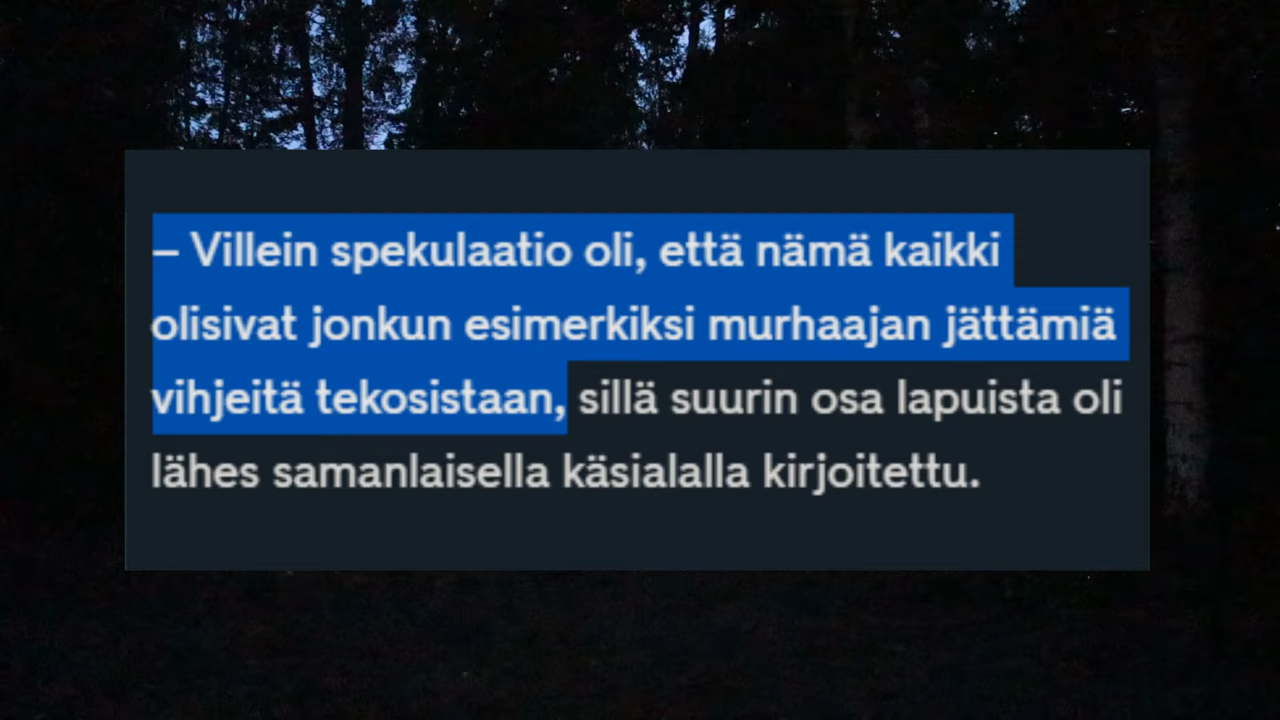 – Villein spekulaatio oli, että nämä kaikki
olisivat jonkun esimerkiksi murhaajan jättämiä
vihjeitä tekosistaan, sillä suurin osa lapuista oli
lähes samanlaisella käsialalla kirjoitettu.